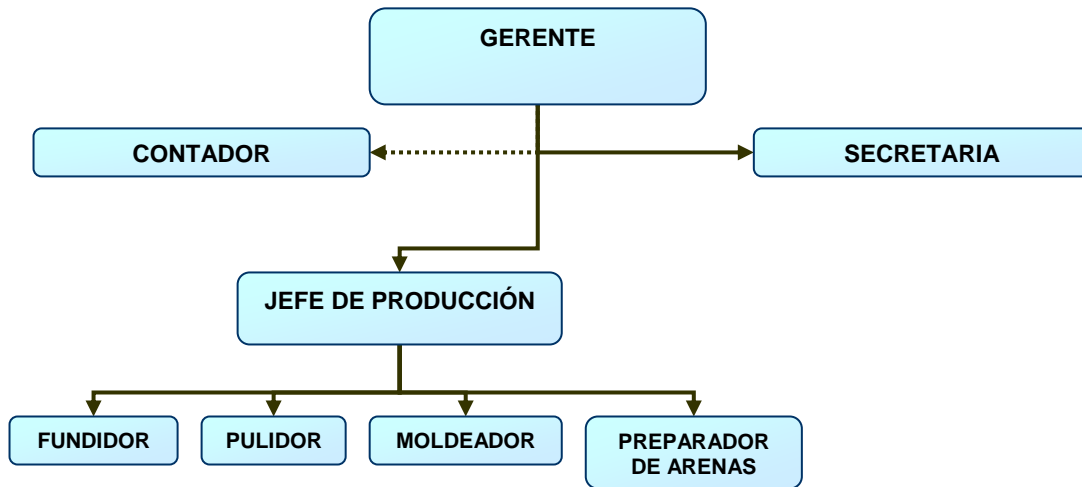 GERENTE
CONTADOR
SECRETARIA
JEFE DE PRODUCCIÓN
FUNDIDOR
PULIDOR
MOLDEADOR
PREPARADOR
DE ARENAS